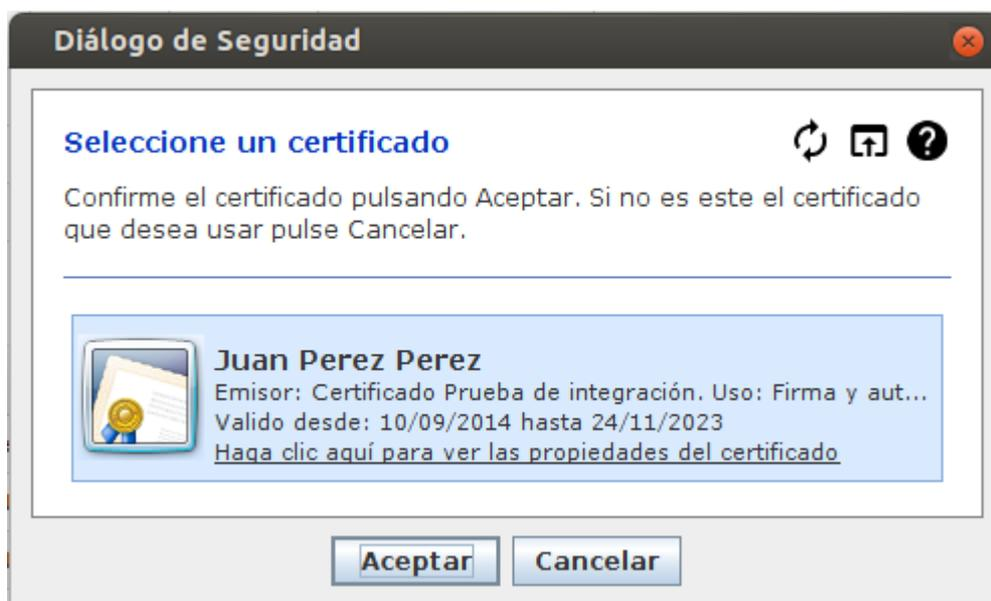 Diálogo de Seguridad
Seleccione un certificado
Confirme el certificado pulsando Aceptar. Si no es este el certificado
que desea usar pulse Cancelar.
Juan Perez Perez
Emisor: Certificado Prueba de integración. Uso: Firma y aut...
Valido desde: 10/09/2014 hasta 24/11/2023
Haga clic aquí para ver las propiedades del certificado
Aceptar Cancelar